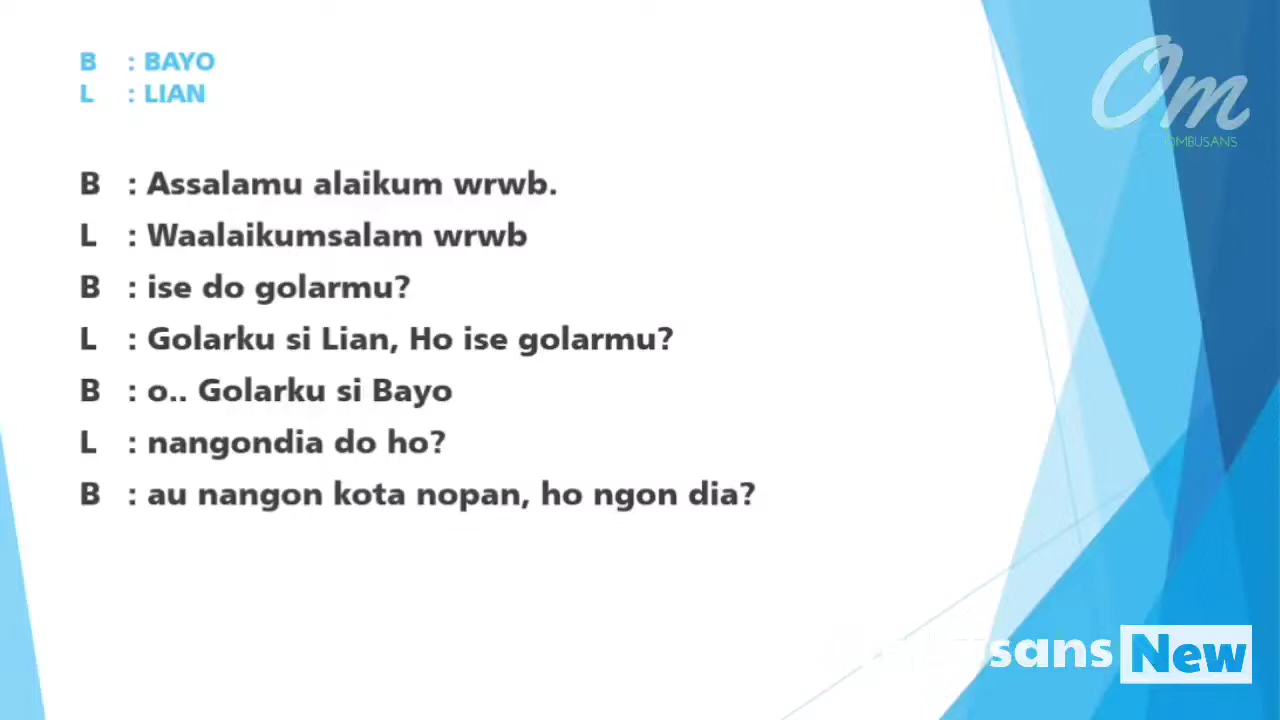 B : BAYO
L : LIAN
Om
OMBUSANS
B : Assalamu alaikum wrwb.
L : Waalaikumsalam wrwb
B : ise do golarmu?
L : Golarku si Lian, Ho ise golarmu?
B : o.. Golarku si Bayo
L : nangondia do ho?
B : au nangon kota nopan, ho ngon dia?
Ombusans New